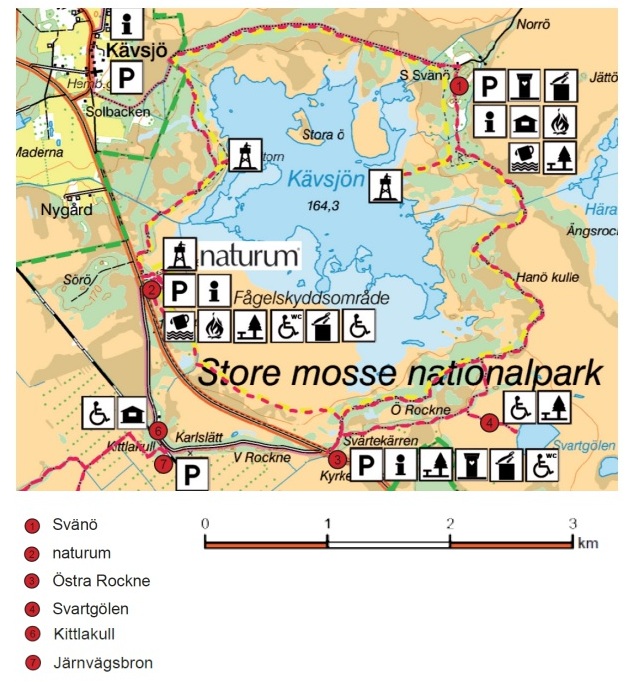 Norrö
i
Kävsjö
P
S Svanö
P
Jättö
Hemb.g
Solbacken
Stora ö
i
Maderna
torn
Kävsjön
164,3
Hära
Nygård
Ängsroc
naturum
Hanö kulie
Sörö
2
P
i
Fågelskyddsområde
WC
Store mosse nationalpark
Ö Rockne
4
6
Karlslätt
Svartekärren
Svartgölen
Kittlakull
V Rockne
7
P
3
P
i
WC
Kyrke
1 Svänö
2 naturum
3 Östra Rockne
4 Svartgölen
6 Kittlakull
7 Järnvägsbron
0 1 2 3
km